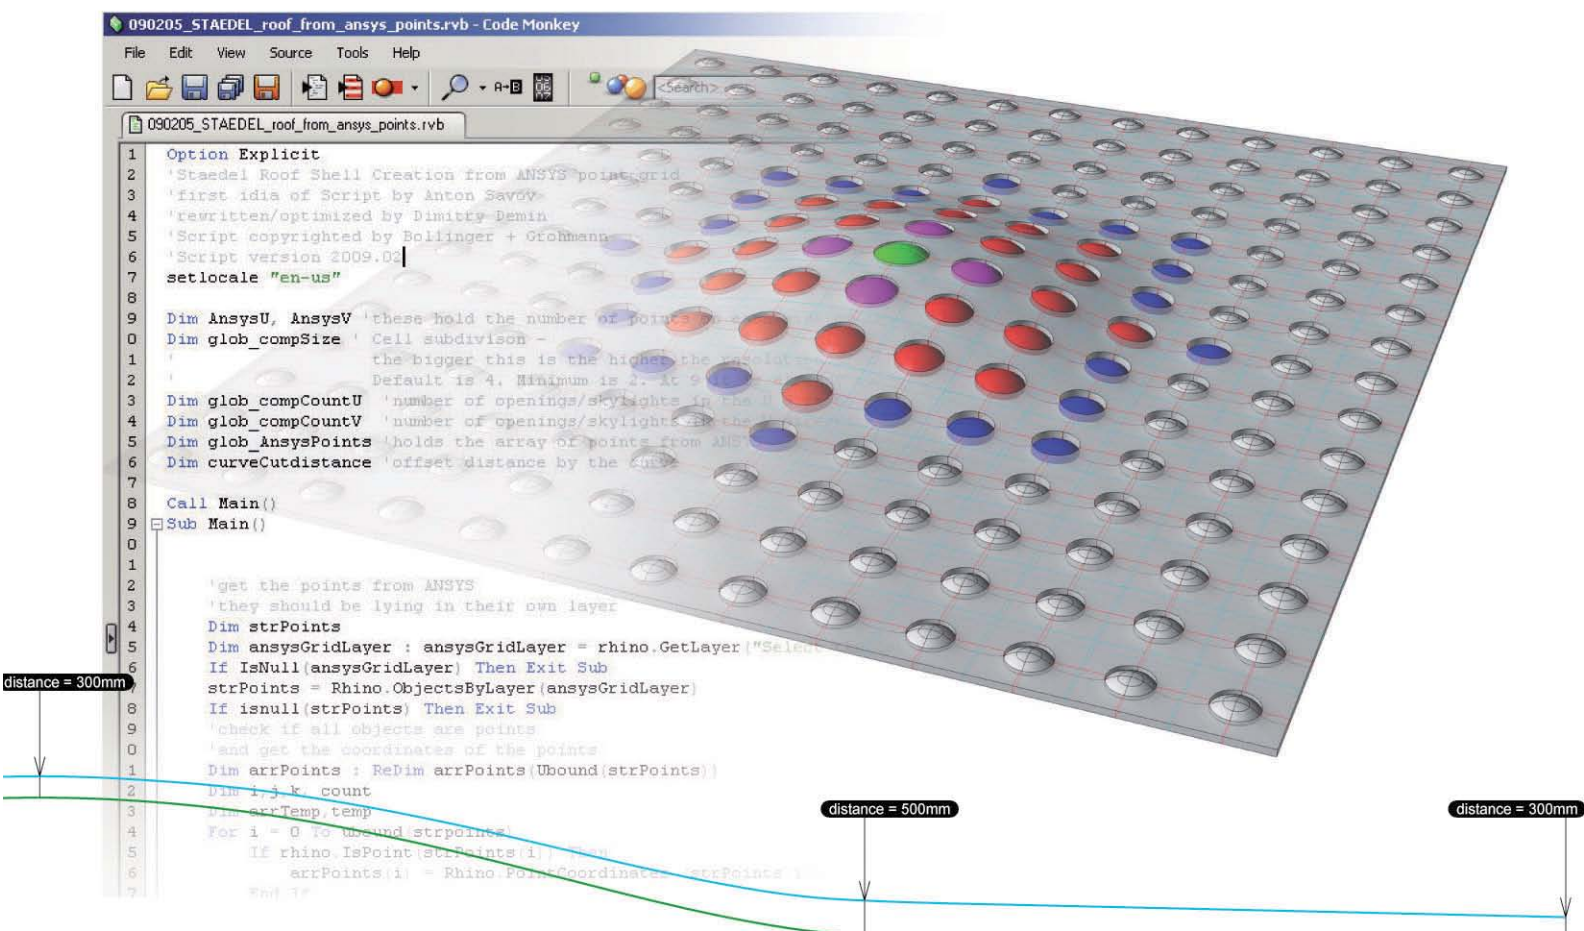 090205_STAEDEL_roof_from_ansys_points.rvb - Code Monkey
File Edit View Source Tools Help
A→B <Search>
090205_STAEDEL_roof_from_ansys_points.rvb
1 Option Explicit
2 'Staedel Roof Shell Creation from ANSYS point grid
3 'first idia of Script by Anton Savov
4 'rewritten/optimized by Dimitry Demin
5 'Script copyrighted by Bollinger + Grohmann
6 'Script version 2009.02
7 setlocale "en-us"
8
9 Dim AnsysU, AnsysV 'these hold the number of points on
0 Dim glob_compSize ' Cell subdivison -
1 ' the bigger this is the higher the
2 ' Default is 4. Minimum is 2. At 9
3 Dim glob_compCountU 'number of openings/skylights in the U
4 Dim glob_compCountV 'number of openings/skylights in the
5 Dim glob_AnsysPoints 'holds the array of points from
6 Dim curveCutdistance 'offset distance by the curve
7
8 Call Main()
9 Sub Main()
0
1
2 'get the points from ANSYS
3 'they should be lying in their own layer
4 Dim strPoints
5 Dim ansysGridLayer : ansysGridLayer = rhino.GetLayer("Select
6 If IsNull(ansysGridLayer) Then Exit Sub
distance = 300mm
strPoints = Rhino.ObjectsByLayer(ansysGridLayer)
8 If isnull(strPoints) Then Exit Sub
9 'check if all objects are points
0 'and get the coordinates of the points
1 Dim arrPoints : ReDim arrPoints(Ubound(strPoints))
2 Dim i,j,k, count
3 Dim arrTemp,temp
4 For i = 0 To Ubound(strpoints)
5 If rhino.IsPoint(strPoints(i)) Then
6 arrPoints(i) = Rhino.PointCoordinates (strPoints(i
7 End If
distance = 500mm
distance = 300mm